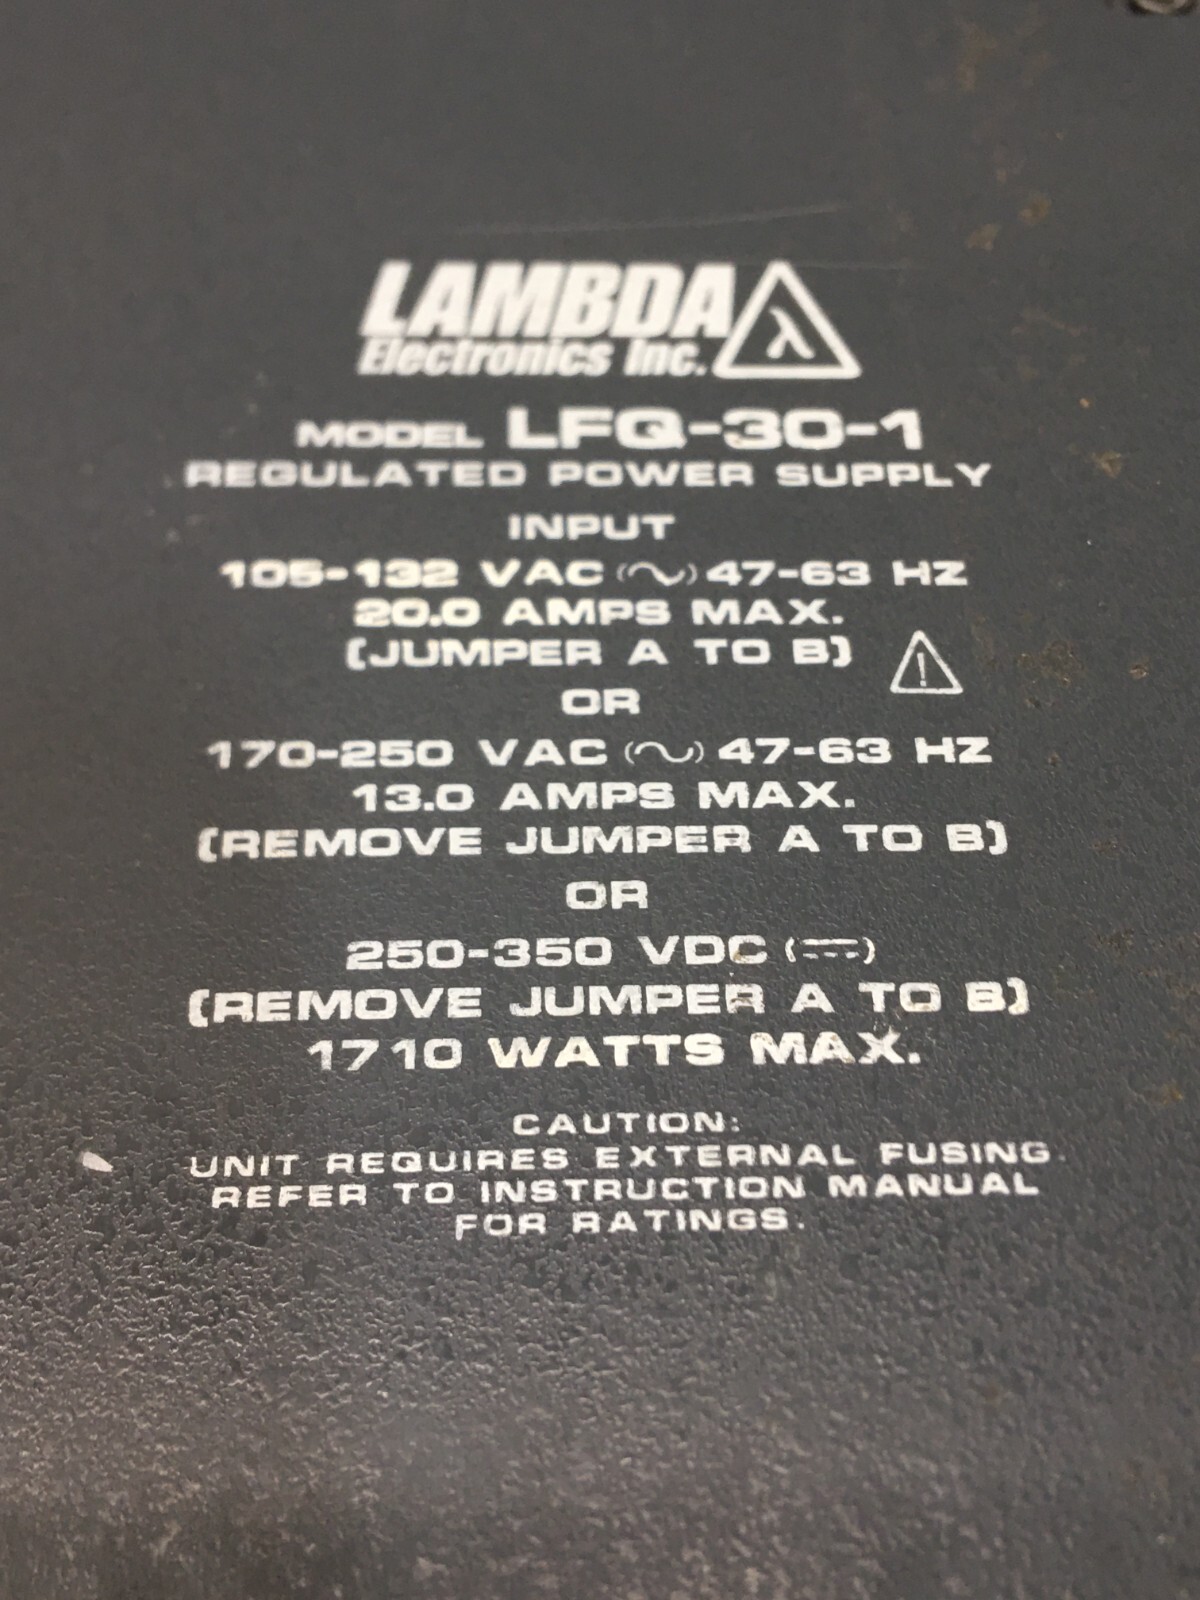 LAMBDA
Electronics Inc. λ
MODEL LFQ-30-1
REGULATED POWER SUPPLY
INPUT
105-132 VAC (∿) 47-63 HZ
20.0 AMPS MAX.
(JUMPER A TO B) ⚠
OR
170-250 VAC (∿) 47-63 HZ
13.0 AMPS MAX.
(REMOVE JUMPER A TO B)
OR
250-350 VDC (⎓)
(REMOVE JUMPER A TO B)
1710 WATTS MAX.
CAUTION:
UNIT REQUIRES EXTERNAL FUSING.
REFER TO INSTRUCTION MANUAL
FOR RATINGS.